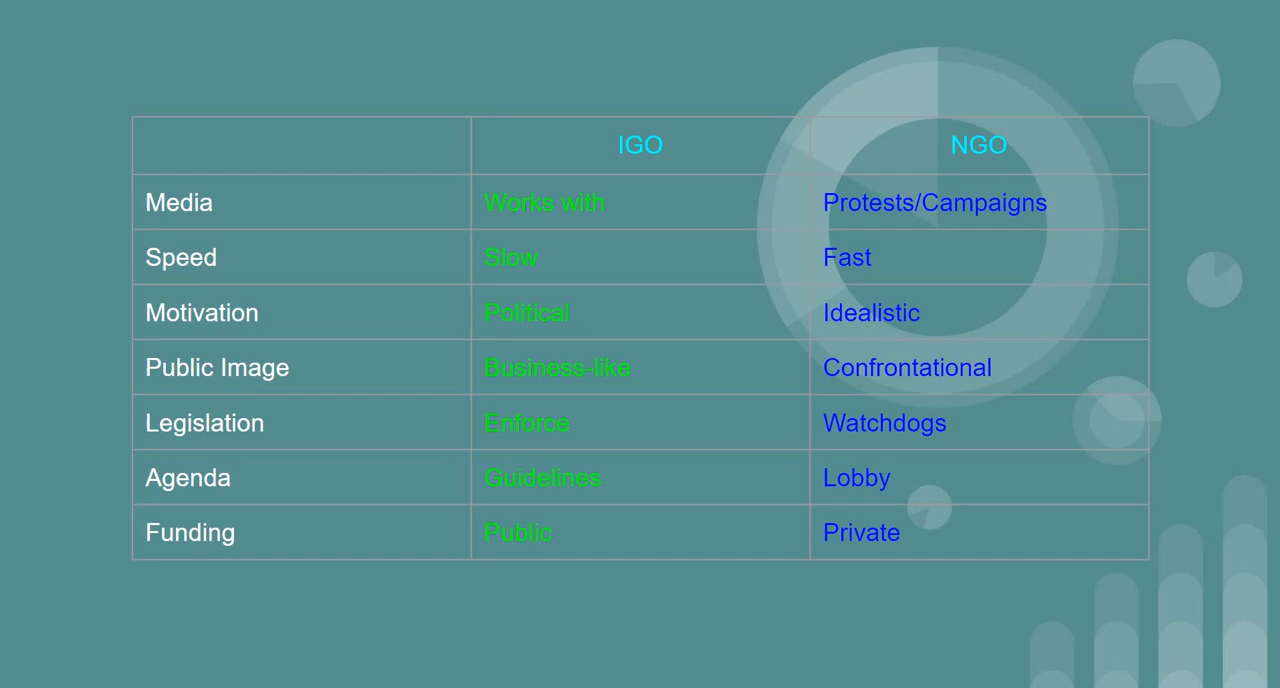 IGO NGO
Media Works with Protests/Campaigns
Speed Slow Fast
Motivation Political Idealistic
Public Image Business-like Confrontational
Legislation Enforce Watchdogs
Agenda Guidelines Lobby
Funding Public Private